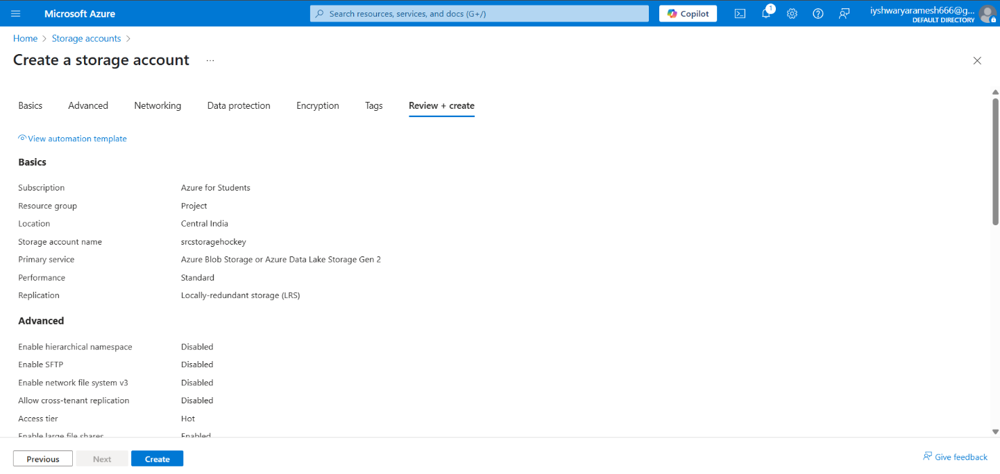 Microsoft Azure
Search resources, services, and docs (G+/)
Copilot
1
iyshwaryaramesh666@g...
DEFAULT DIRECTORY
Home > Storage accounts >
Create a storage account ...
Basics Advanced Networking Data protection Encryption Tags Review + create
View automation template
Basics
Subscription Azure for Students
Resource group Project
Location Central India
Storage account name srcstoragehockey
Primary service Azure Blob Storage or Azure Data Lake Storage Gen 2
Performance Standard
Replication Locally-redundant storage (LRS)
Advanced
Enable hierarchical namespace Disabled
Enable SFTP Disabled
Enable network file system v3 Disabled
Allow cross-tenant replication Disabled
Access tier Hot
Enable large file shares Enabled
Previous Next Create Give feedback